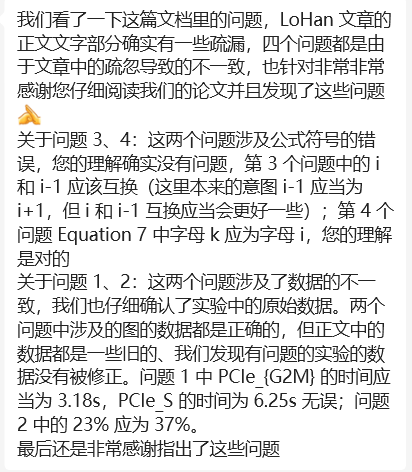 我们看了一下这篇文档里的问题，LoHan 文章的
正文文字部分确实有一些疏漏，四个问题都是由
于文章中的疏忽导致的不一致，也针对非常非常
感谢您仔细阅读我们的论文并且发现了这些问题
关于问题 3、4：这两个问题涉及公式符号的错
误，您的理解确实没有问题，第 3 个问题中的 i
和 i-1 应该互换（这里本来的意图 i-1 应当为
i+1，但 i 和 i-1 互换应当会更好一些）；第 4 个
问题 Equation 7 中字母 k 应为字母 i，您的理解
是对的
关于问题 1、2：这两个问题涉及了数据的不一
致，我们也仔细确认了实验中的原始数据。两个
问题中涉及的图的数据都是正确的，但正文中的
数据都是一些旧的、我们发现有问题的实验的数
据没有被修正。问题 1 中 PCIe_{G2M} 的时间应
当为 3.18s，PCIe_S 的时间为 6.25s 无误；问题
2 中的 23% 应为 37%。
最后还是非常感谢指出了这些问题